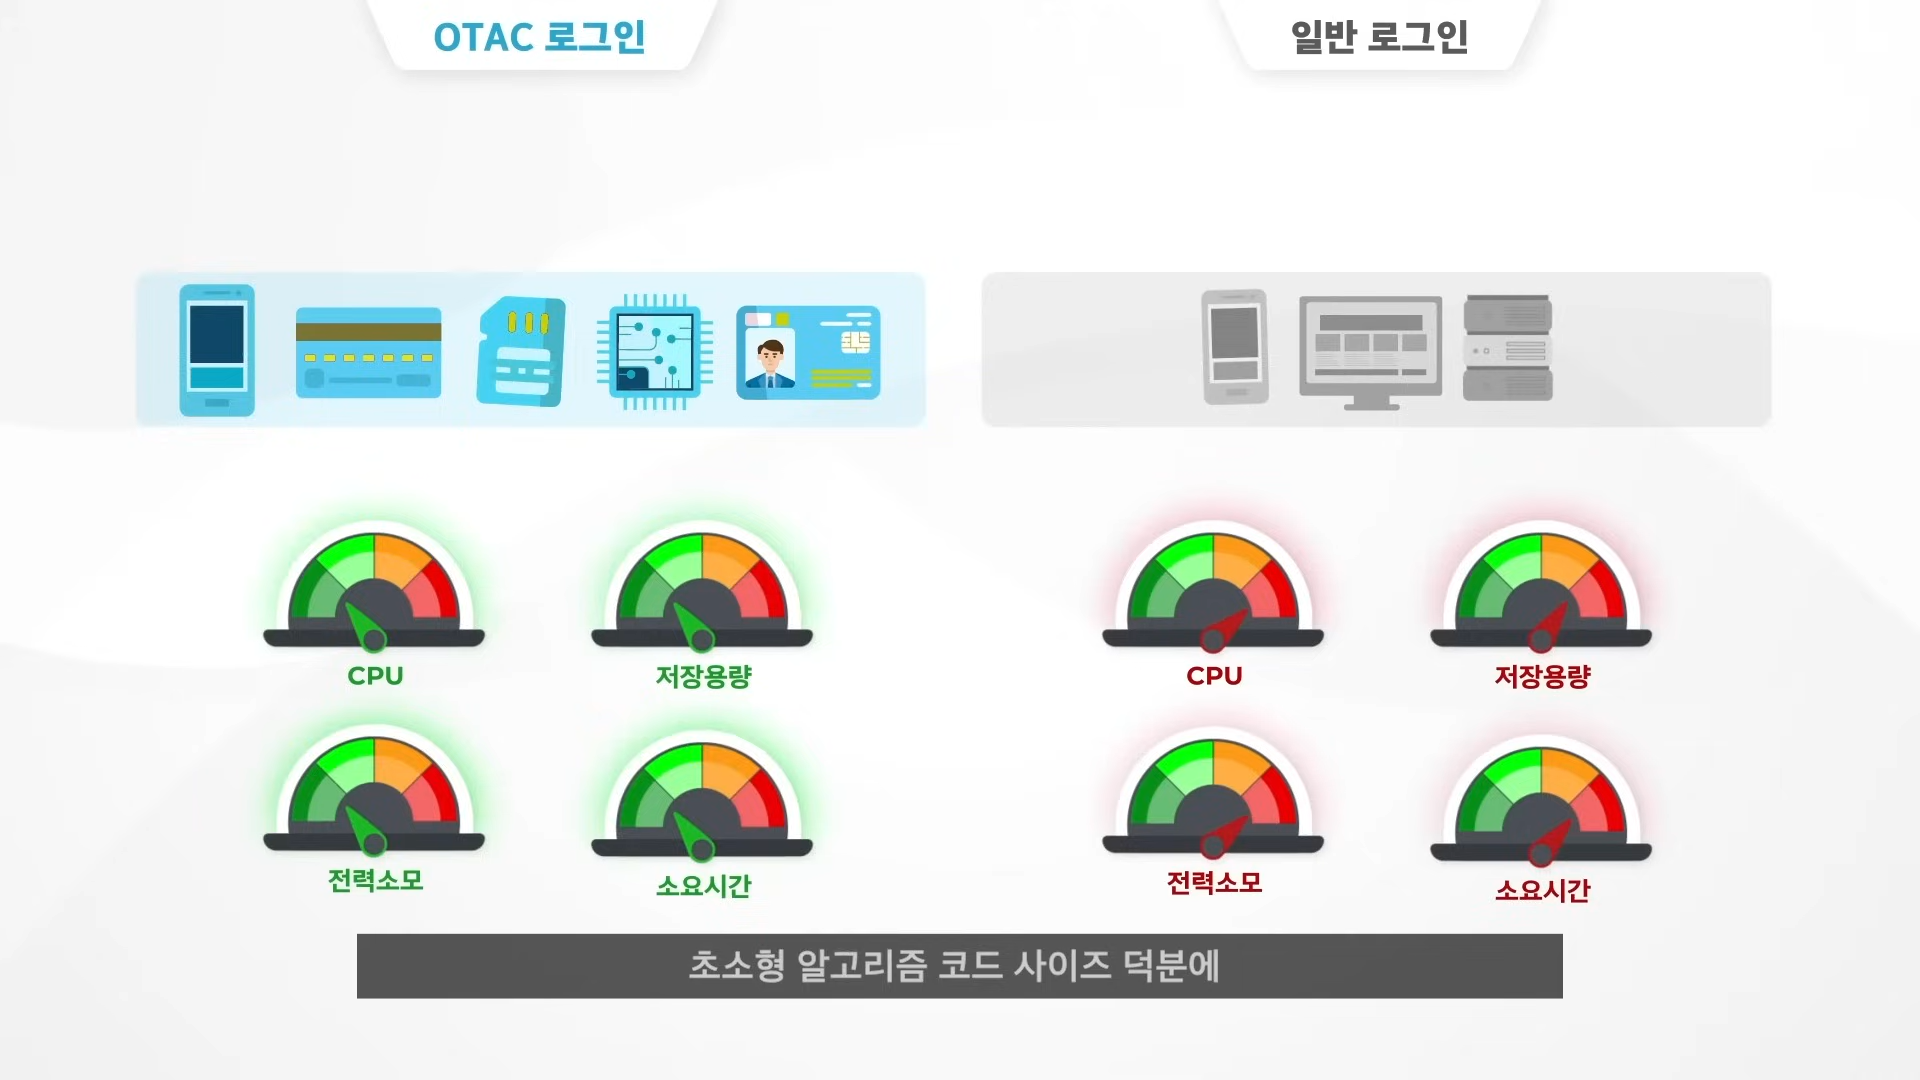 OTAC 로그인
일반 로그인
CPU
저장용량
CPU
저장용량
전력소모
소요시간
전력소모
소요시간
초소형 알고리즘 코드 사이즈 덕분에